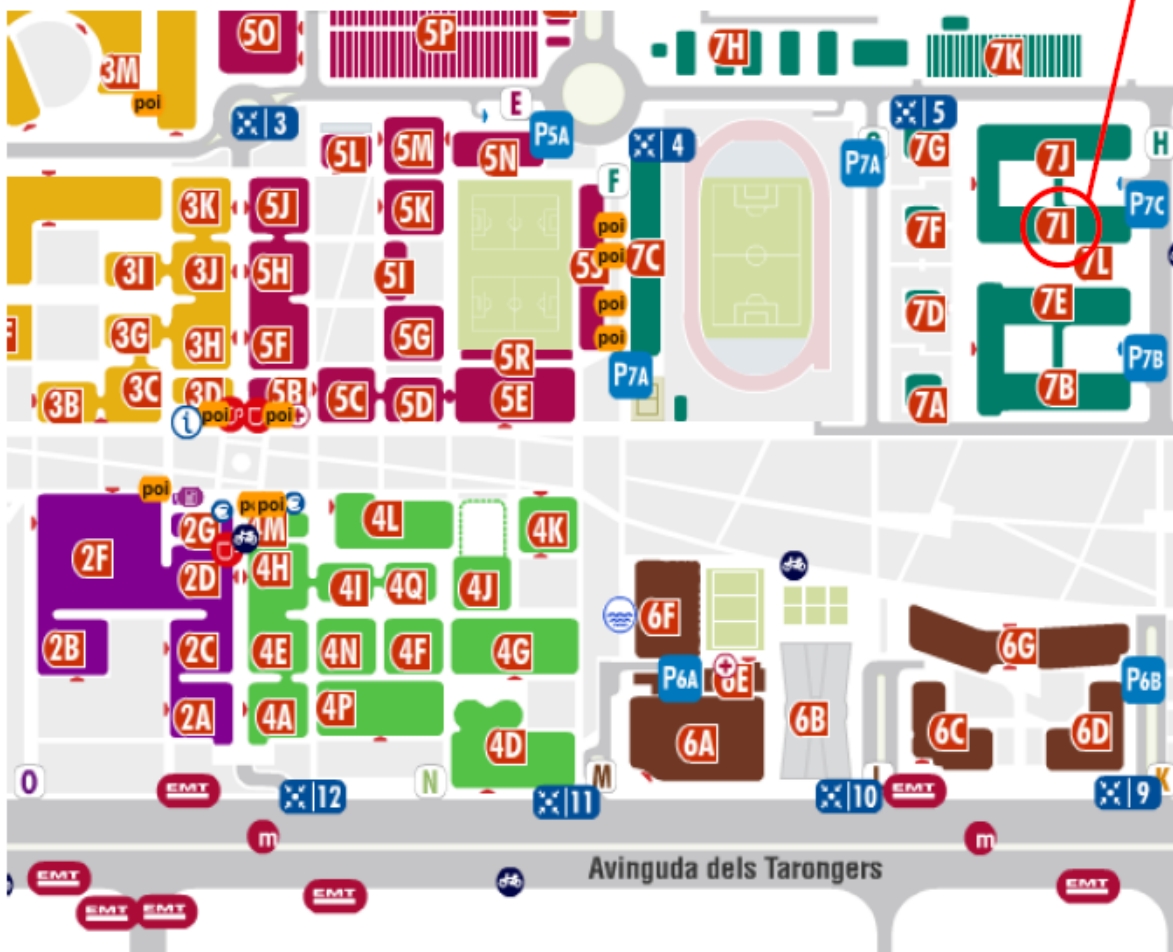 5O
5P
7H
7K
3M
poi
E
3
P5A
4
5
5L
5M
5N
7G
7J
H
P7A
F
3K
5J
5K
P7C
poi
7F
7I
3I
3J
5H
5I
poi
7C
7L
3G
3H
5F
5G
poi
7D
7E
poi
5R
P7B
3B
3C
3D
5B
5C
5D
5E
P7A
7A
7B
i
poi
poi
poi
poi
2G
4M
4L
4K
2F
2D
4H
4I
4Q
4J
6F
2B
2C
4E
4N
4F
4G
6G
P6A
6E
P6B
2A
4A
4P
4D
6A
6B
6C
6D
O
N
M
K
EMT
12
11
10
EMT
9
m
m
Avinguda dels Tarongers
EMT
EMT
EMT
EMT
EMT